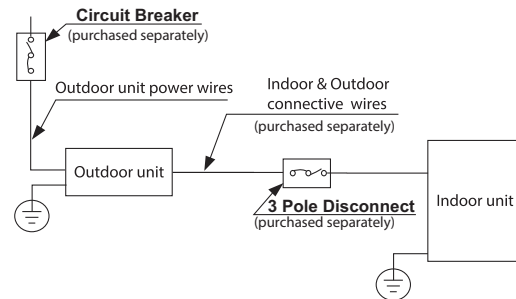 Circuit Breaker
(purchased separately)
Outdoor unit power wires
Indoor & Outdoor
connective wires
(purchased separately)
Outdoor unit
3 Pole Disconnect
(purchased separately)
Indoor unit